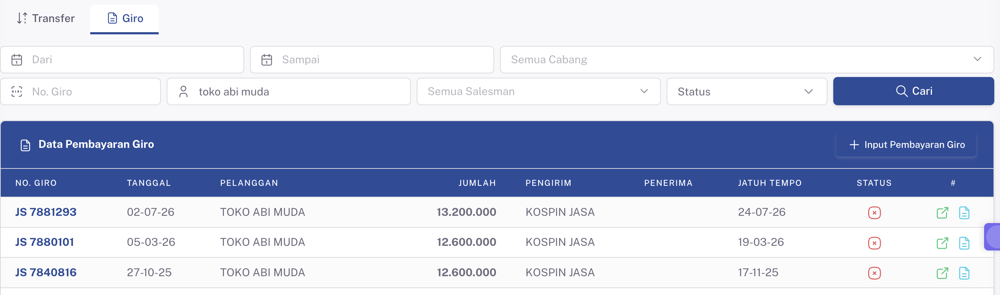 Transfer
Giro
Dari
Sampai
Semua Cabang
No. Giro
toko abi muda
Semua Salesman
Status
Cari
Data Pembayaran Giro
Input Pembayaran Giro
NO. GIRO TANGGAL PELANGGAN JUMLAH PENGIRIM PENERIMA JATUH TEMPO STATUS #
JS 7881293 02-07-26 TOKO ABI MUDA 13.200.000 KOSPIN JASA 24-07-26
JS 7880101 05-03-26 TOKO ABI MUDA 12.600.000 KOSPIN JASA 19-03-26
JS 7840816 27-10-25 TOKO ABI MUDA 12.600.000 KOSPIN JASA 17-11-25